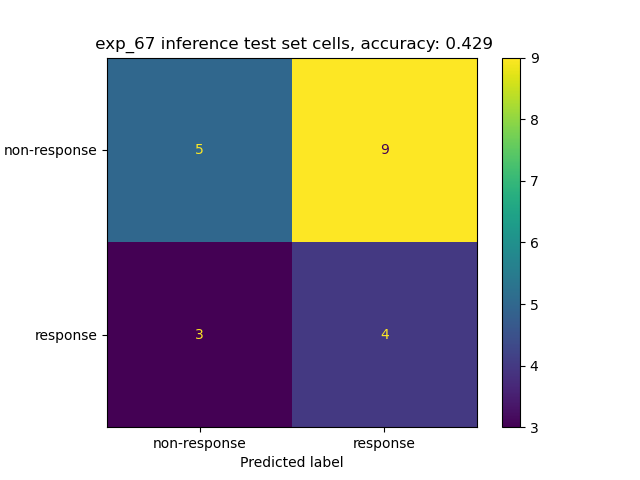 exp_67 inference test set cells, accuracy: 0.429
non-response
response
5
9
3
4
non-response
response
Predicted label
9
8
7
6
5
4
3